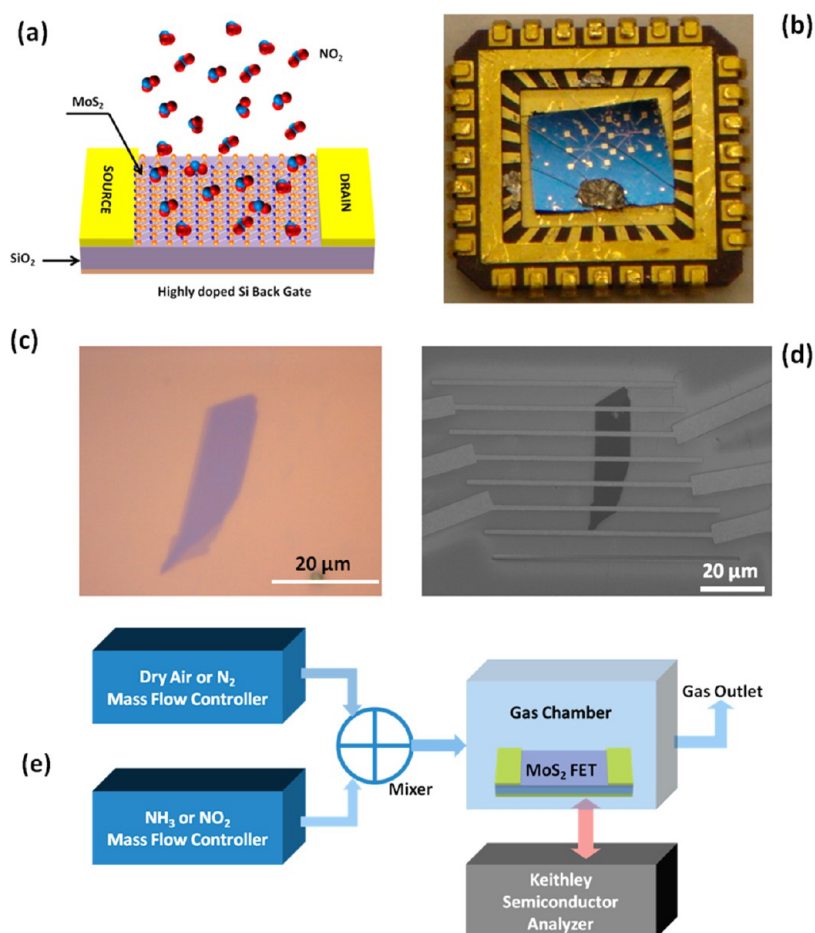 (a)
NO₂
MoS₂
SOURCE
DRAIN
SiO₂
Highly doped Si Back Gate
(b)
(c)
20 µm
(d)
20 µm
(e)
Dry Air or N₂
Mass Flow Controller
NH₃ or NO₂
Mass Flow Controller
Mixer
Gas Chamber
MoS₂ FET
Gas Outlet
Keithley
Semiconductor
Analyzer